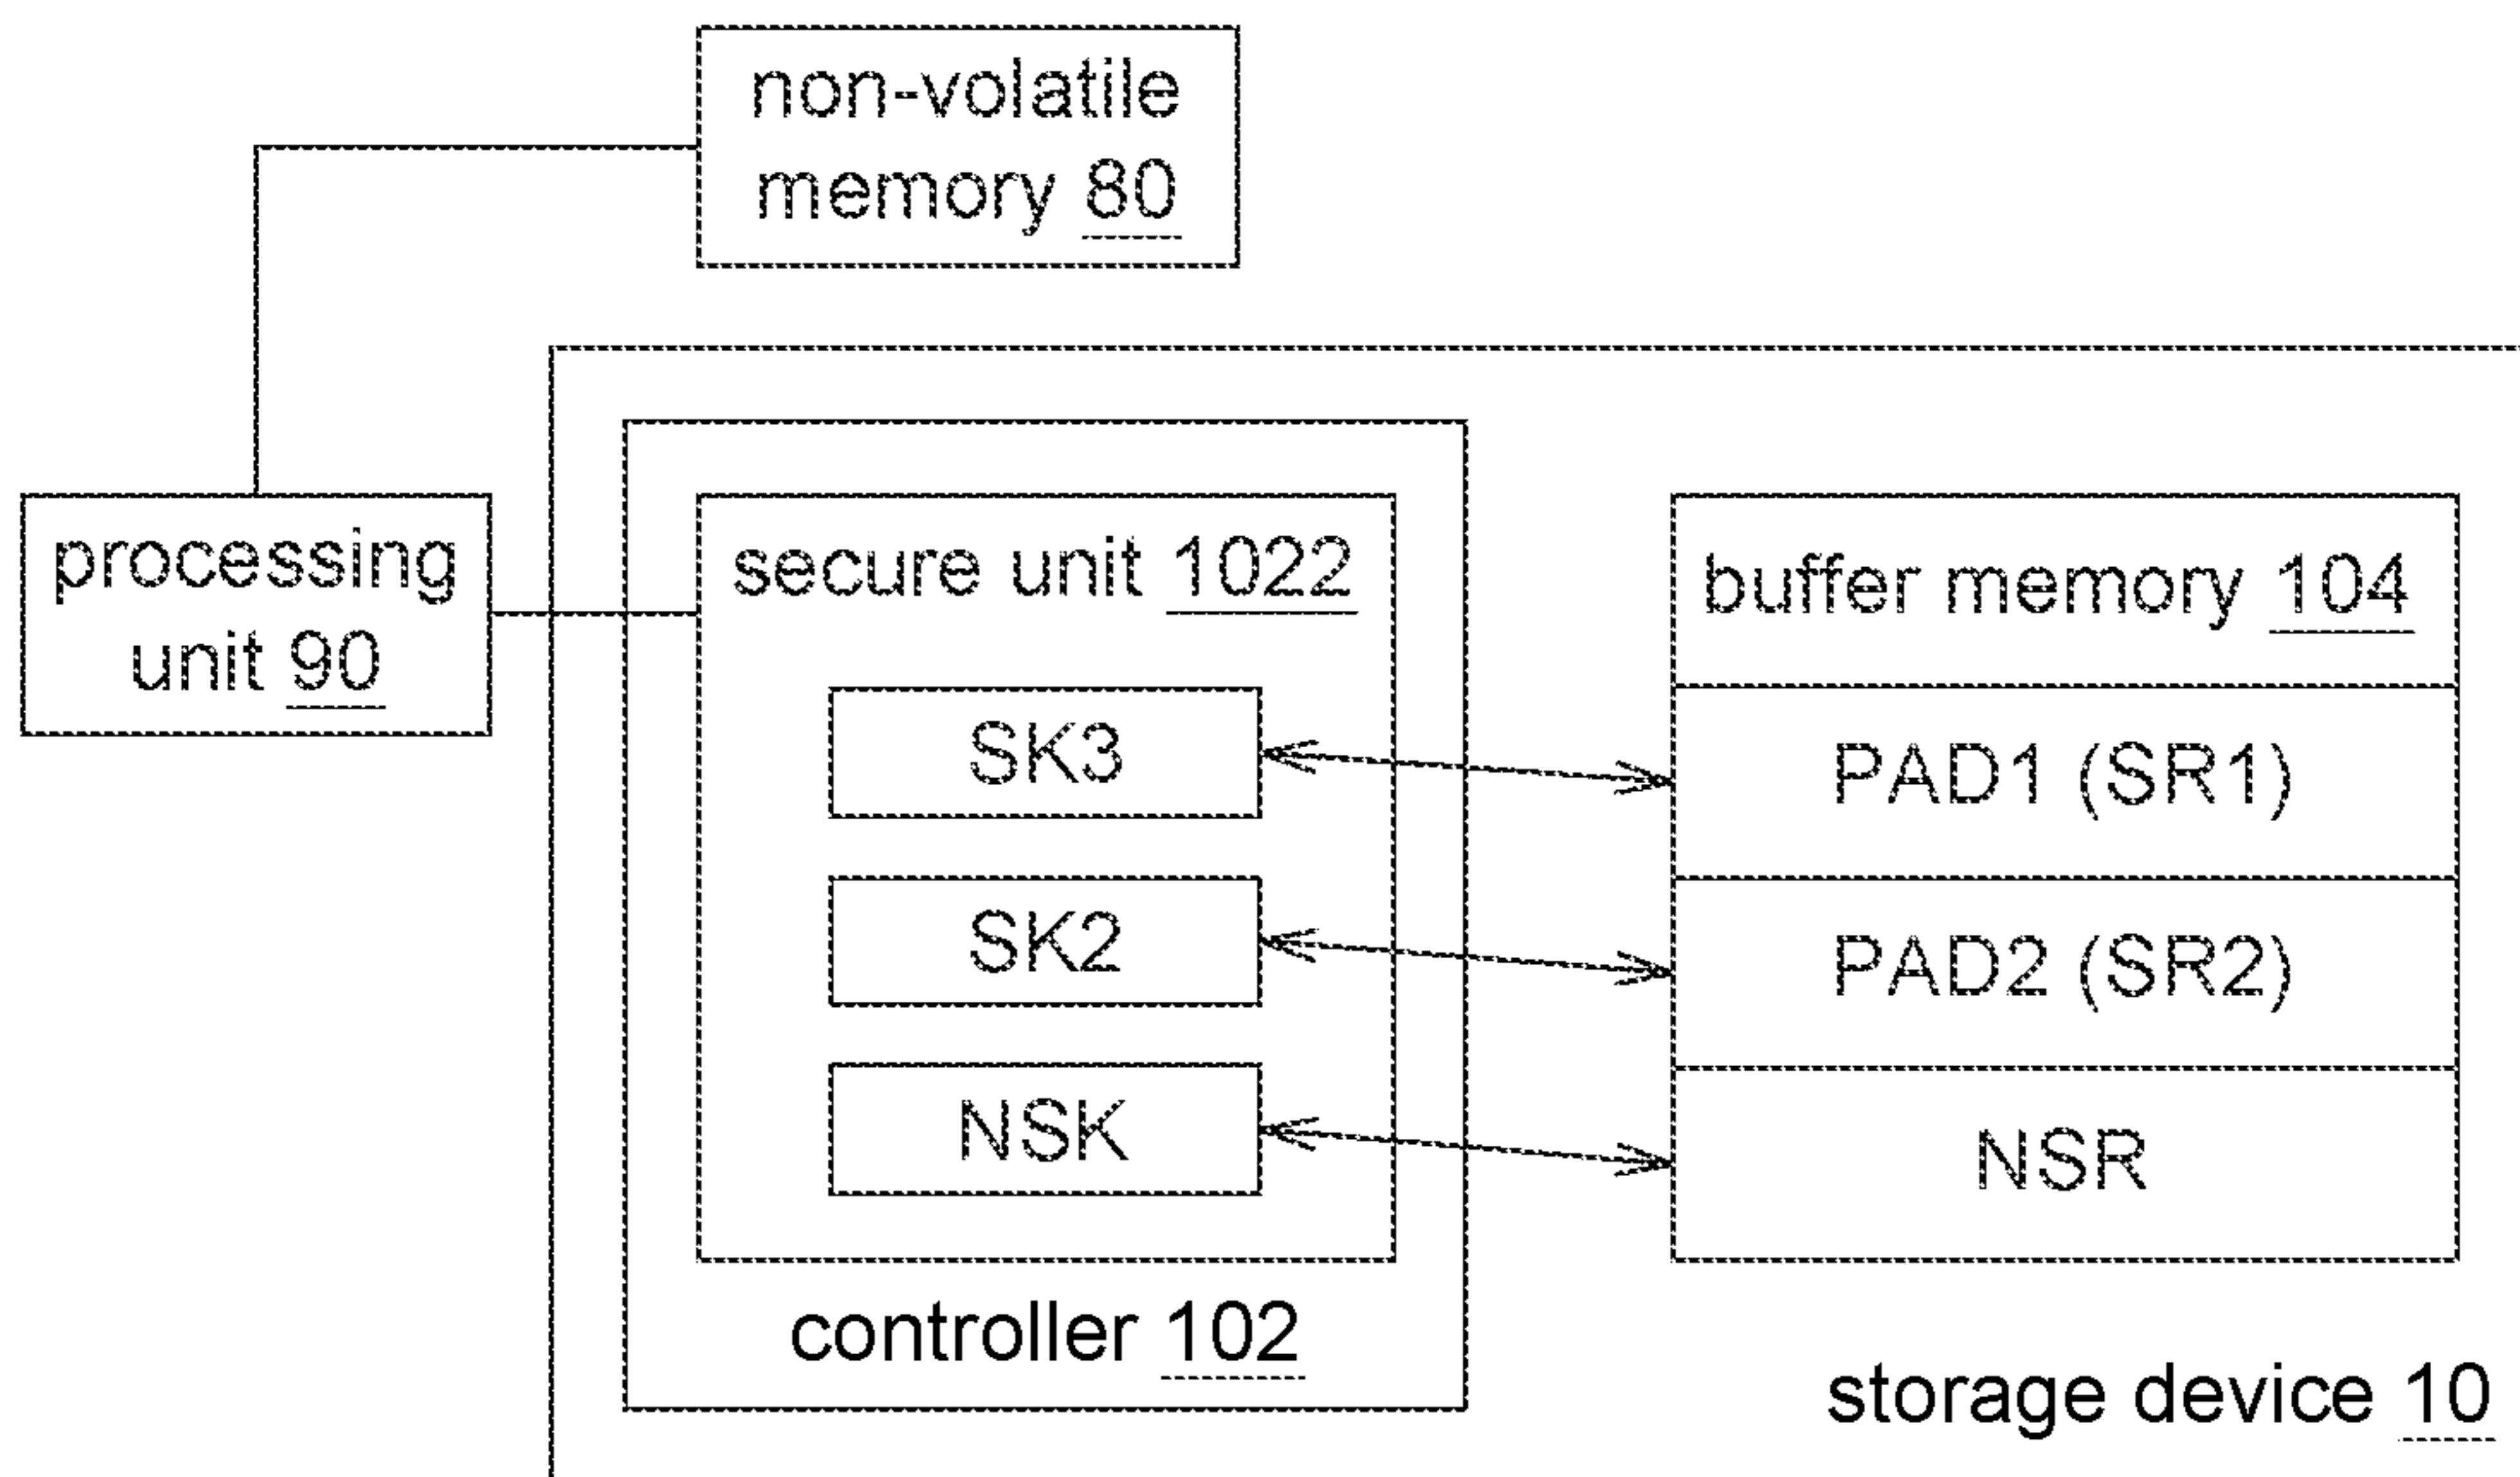 non-volatile
memory 80
processing
unit 90
secure unit 1022
SK3
SK2
NSK
controller 102
buffer memory 104
PAD1 (SR1)
PAD2 (SR2)
NSR
storage device 10